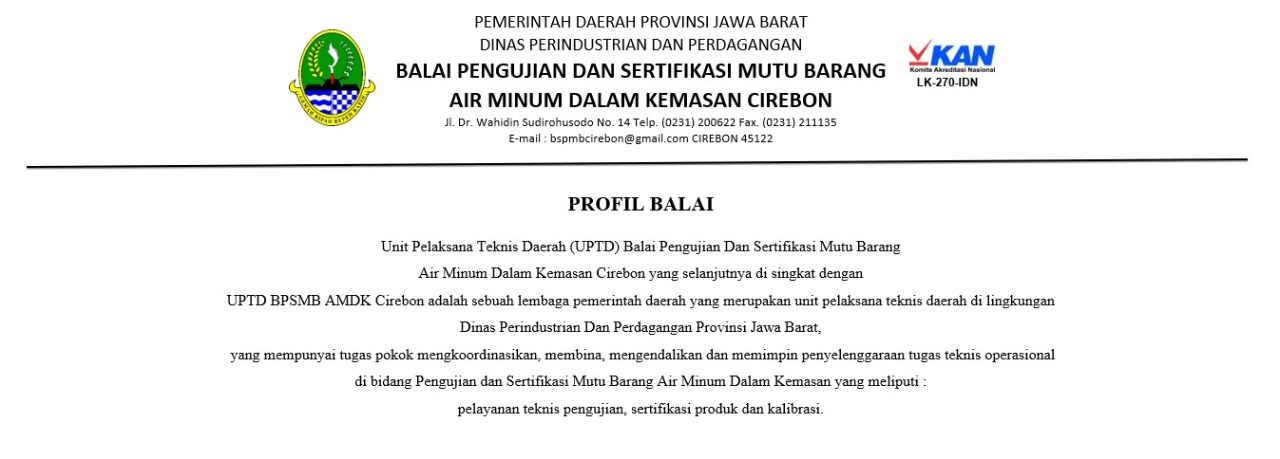 PEMERINTAH DAERAH PROVINSI JAWA BARAT
DINAS PERINDUSTRIAN DAN PERDAGANGAN
BALAI PENGUJIAN DAN SERTIFIKASI MUTU BARANG
AIR MINUM DALAM KEMASAN CIREBON
Jl. Dr. Wahidin Sudirohusodo No. 14 Telp. (0231) 200622 Fax. (0231) 211135
E-mail : bspmbcirebon@gmail.com CIREBON 45122
GEMAH RIPAH REPEH RAPIH
KAN
Komite Akreditasi Nasional
LK-270-IDN
PROFIL BALAI
Unit Pelaksana Teknis Daerah (UPTD) Balai Pengujian Dan Sertifikasi Mutu Barang
Air Minum Dalam Kemasan Cirebon yang selanjutnya di singkat dengan
UPTD BPSMB AMDK Cirebon adalah sebuah lembaga pemerintah daerah yang merupakan unit pelaksana teknis daerah di lingkungan
Dinas Perindustrian Dan Perdagangan Provinsi Jawa Barat,
yang mempunyai tugas pokok mengkoordinasikan, membina, mengendalikan dan memimpin penyelenggaraan tugas teknis operasional
di bidang Pengujian dan Sertifikasi Mutu Barang Air Minum Dalam Kemasan yang meliputi :
pelayanan teknis pengujian, sertifikasi produk dan kalibrasi.